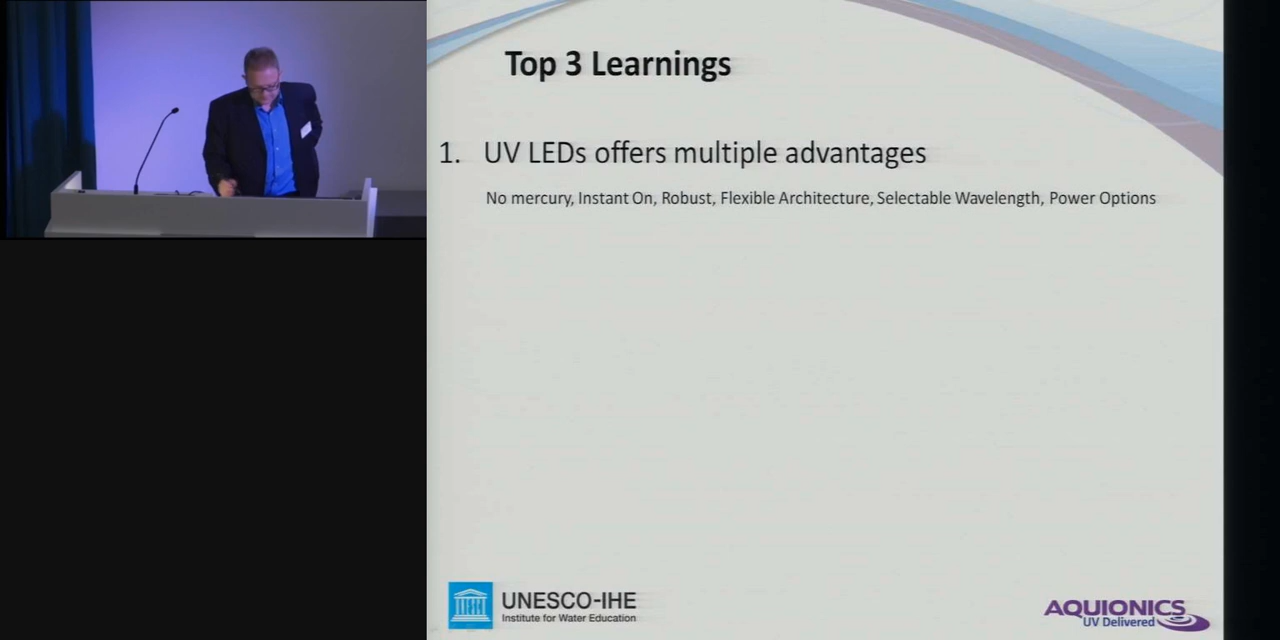 Top 3 Learnings
1. UV LEDs offers multiple advantages
No mercury, Instant On, Robust, Flexible Architecture, Selectable Wavelength, Power Options
UNESCO-IHE
Institute for Water Education
AQUIONICS
UV Delivered